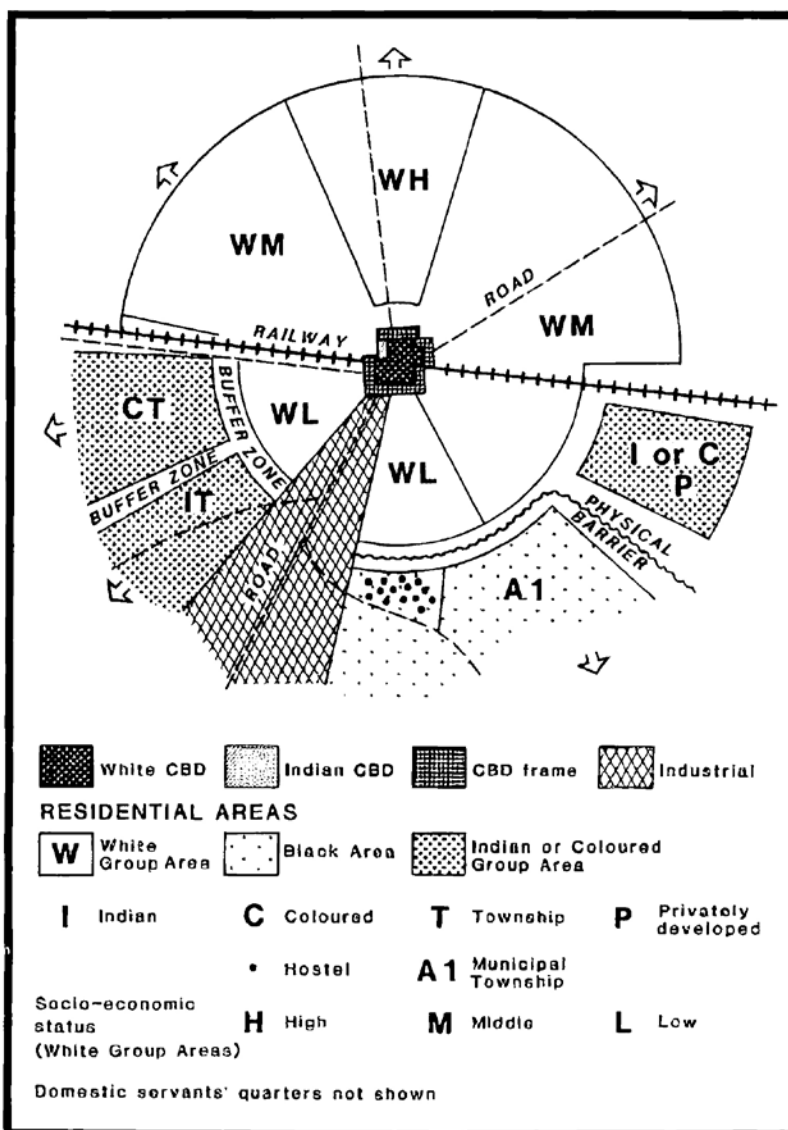 WH
WM
ROAD
WM
RAILWAY
CT
BUFFER ZONE
WL
WL
I or C
P
BUFFER ZONE
IT
PHYSICAL
BARRIER
ROAD
A1
White CBD
Indian CBD
CBD frame
Industrial
RESIDENTIAL AREAS
W White
Group Area
Black Area
Indian or Coloured
Group Area
I Indian
C Coloured
T Township
P Privately
developed
• Hostel
A1 Municipal
Township
Socio-economic
status
(White Group Areas)
H High
M Middle
L Low
Domestic servants' quarters not shown